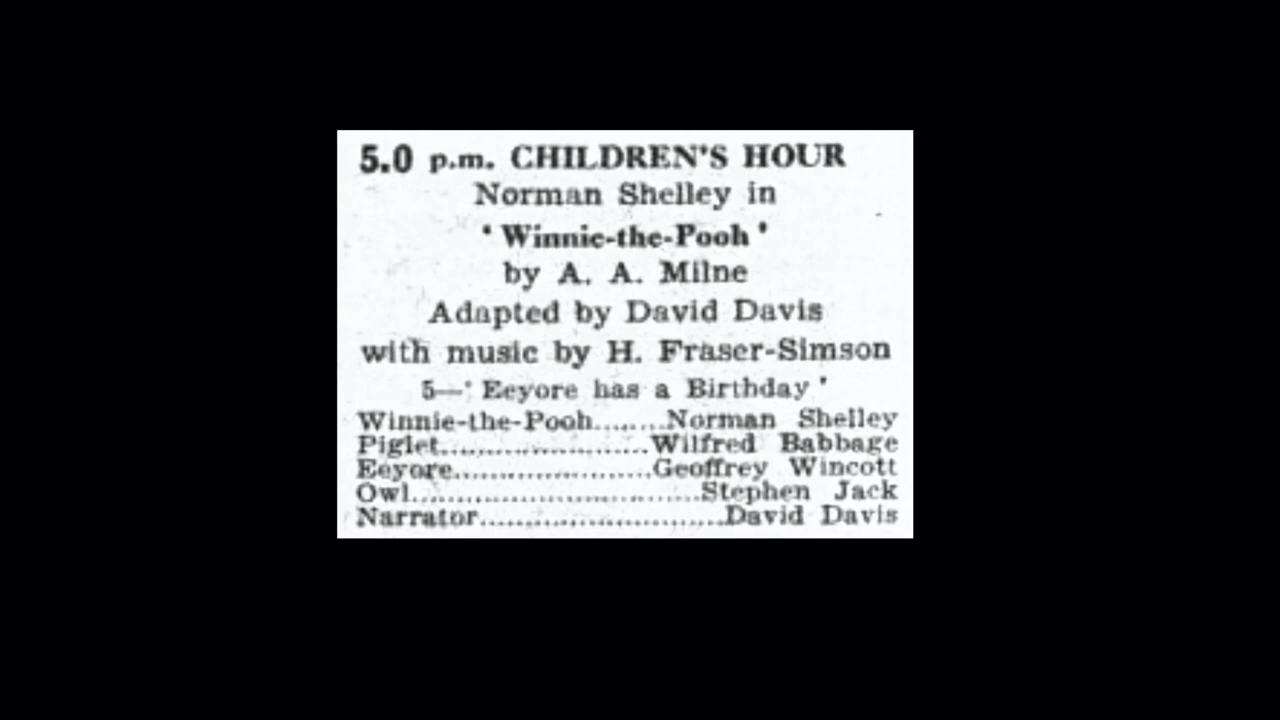 5.0 p.m. CHILDREN'S HOUR
Norman Shelley in
' Winnie-the-Pooh '
by A. A. Milne
Adapted by David Davis
with music by H. Fraser-Simson
5—' Eeyore has a Birthday '
Winnie-the-Pooh........Norman Shelley
Piglet......................Wilfred Babbage
Eeyore.....................Geoffrey Wincott
Owl..............................Stephen Jack
Narrator..........................David Davis